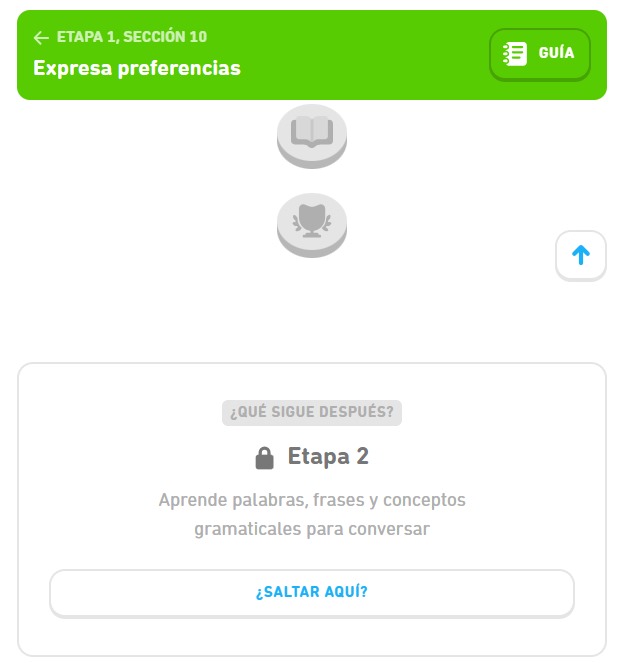 ETAPA 1, SECCIÓN 10
Expresa preferencias
GUÍA
¿QUÉ SIGUE DESPUÉS?
Etapa 2
Aprende palabras, frases y conceptos
gramaticales para conversar
¿SALTAR AQUÍ?